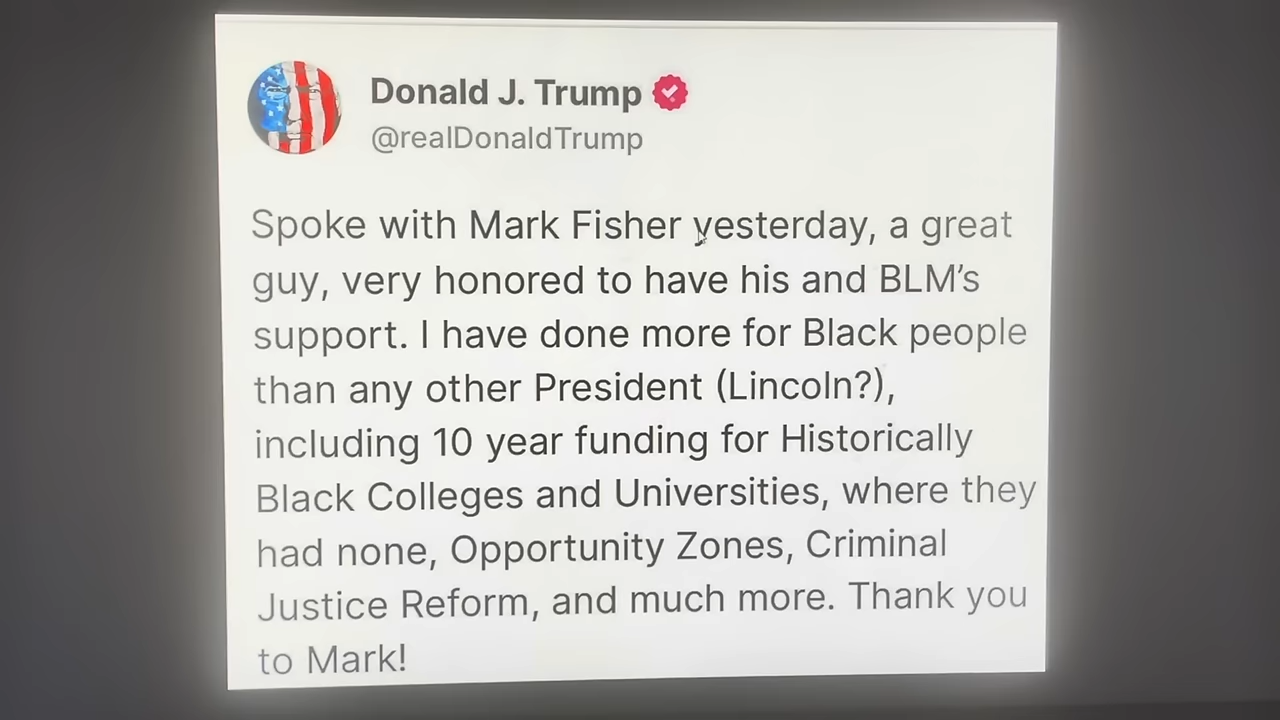 Donald J. Trump
@realDonaldTrump
Spoke with Mark Fisher yesterday, a great
guy, very honored to have his and BLM’s
support. I have done more for Black people
than any other President (Lincoln?),
including 10 year funding for Historically
Black Colleges and Universities, where they
had none, Opportunity Zones, Criminal
Justice Reform, and much more. Thank you
to Mark!